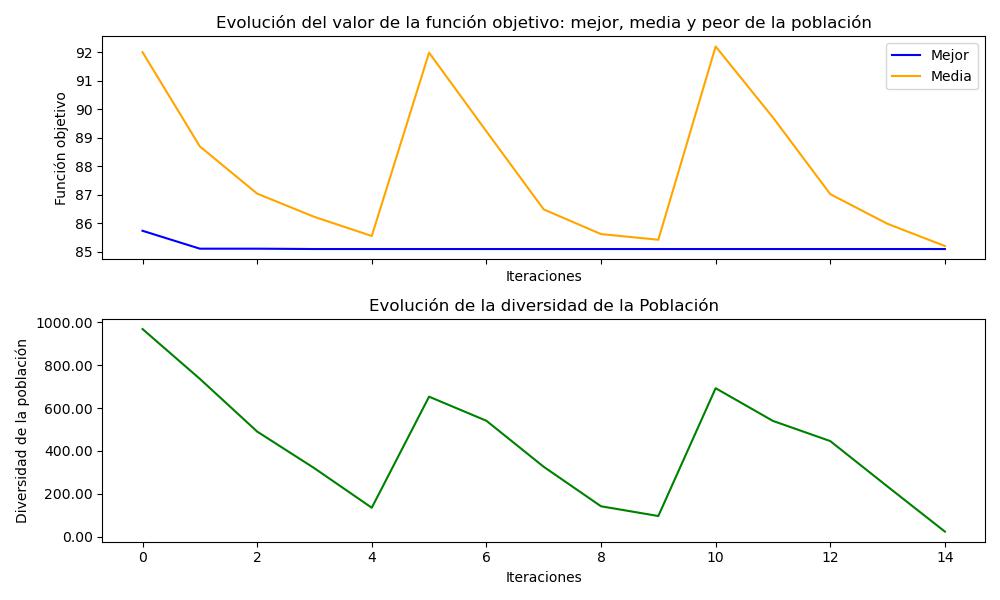 Evolución del valor de la función objetivo: mejor, media y peor de la población
Función objetivo
92
91
90
89
88
87
86
85
Mejor
Media
Iteraciones
Evolución de la diversidad de la Población
Diversidad de la población
1000.00
800.00
600.00
400.00
200.00
0.00
0 2 4 6 8 10 12 14
Iteraciones